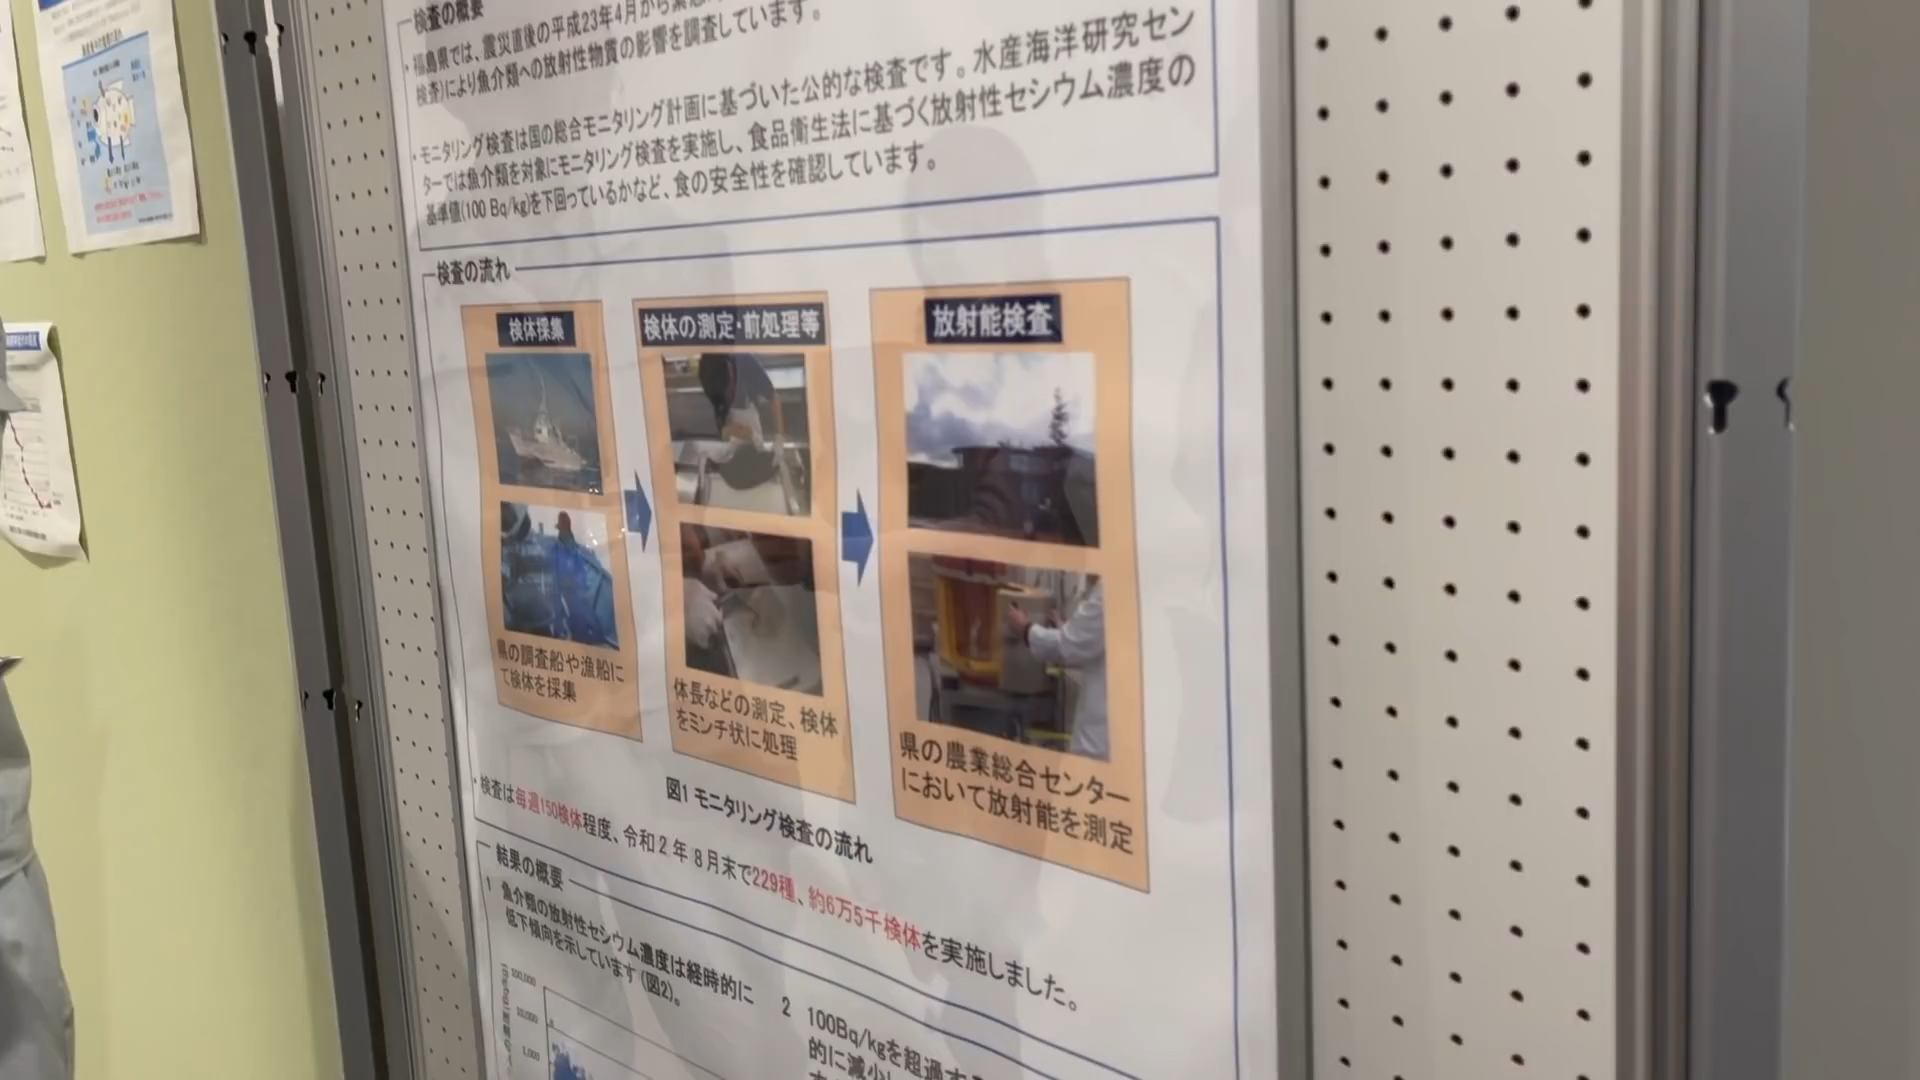 検査の概要
・福島県では、震災直後の平成23年4月から緊急
検査)により魚介類への放射性物質の影響を調査しています。
・モニタリング検査は国の総合モニタリング計画に基づいた公的な検査です。水産海洋研究セン
ターでは魚介類を対象にモニタリング検査を実施し、食品衛生法に基づく放射性セシウム濃度の
基準値(100 Bq/kg)を下回っているかなど、食の安全性を確認しています。
検査の流れ
検体採集
検体の測定・前処理等
放射能検査
県の調査船や漁船に
て検体を採集
体長などの測定、検体
をミンチ状に処理
県の農業総合センター
において放射能を測定
図1 モニタリング検査の流れ
・検査は毎週150検体程度、令和2年8月末で229種、約6万5千検体を実施しました。
結果の概要
1 魚介類の放射性セシウム濃度は経時的に
低下傾向を示しています(図2)。
2 100Bq/kgを超過する
的に減少し
100,000
10,000
1,000